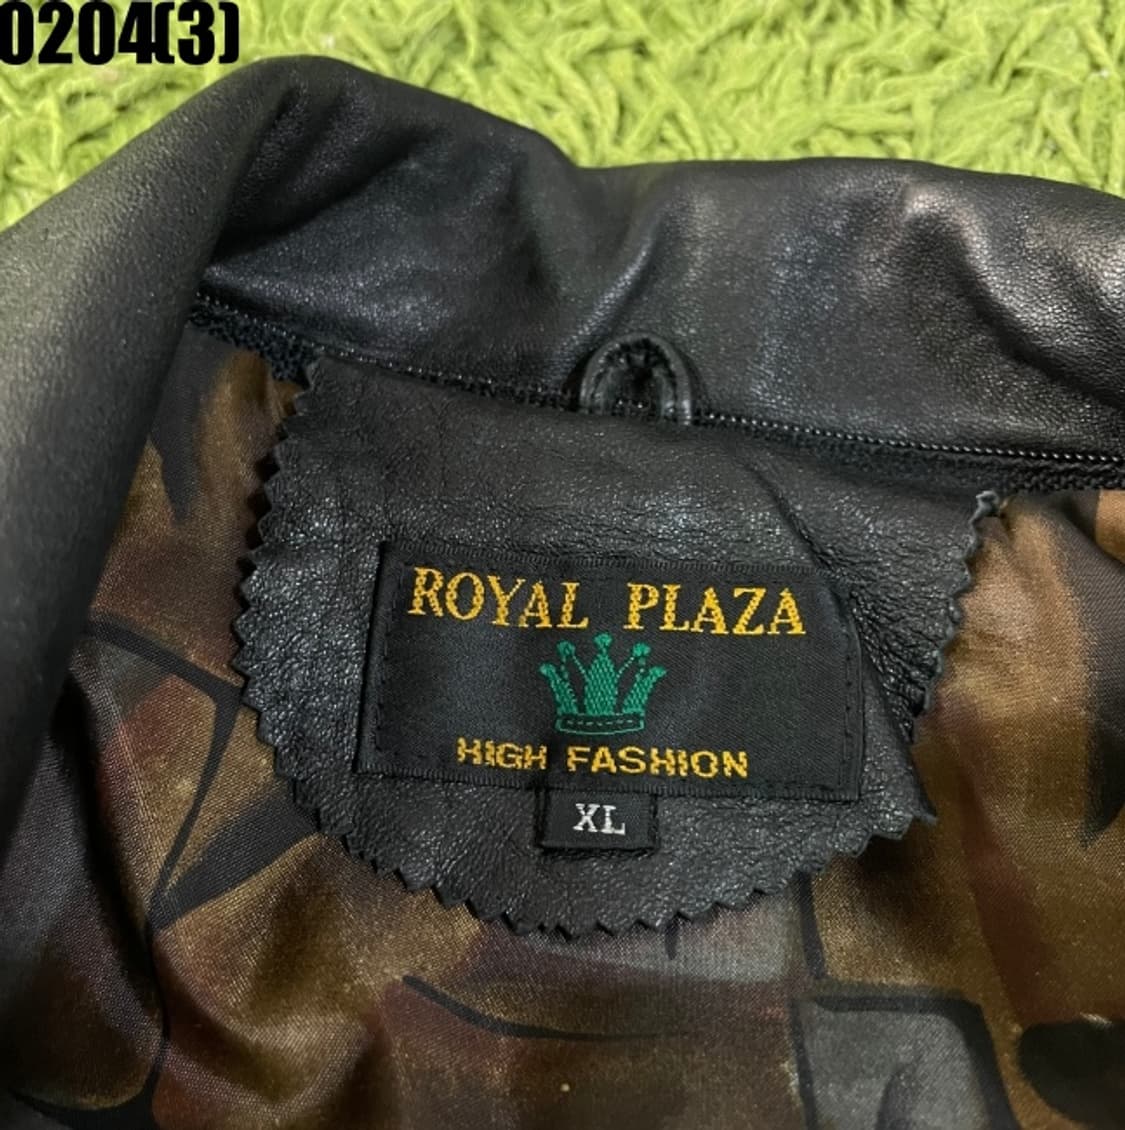 0204(3)
ROYAL PLAZA
HIGH FASHION
XL